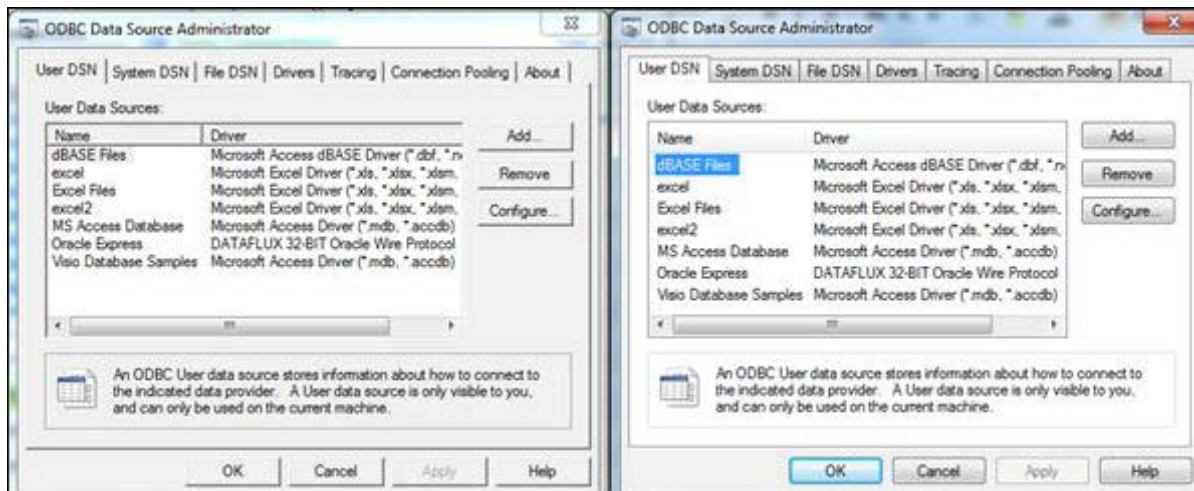 ODBC Data Source Administrator
User DSN System DSN File DSN Drivers Tracing Connection Pooling About
User Data Sources:
Name Driver
dBASE Files Microsoft Access dBASE Driver (*.dbf, *.n
excel Microsoft Excel Driver (*.xls, *.xlsx, *.xlsm,
Excel Files Microsoft Excel Driver (*.xls, *.xlsx, *.xlsm,
excel2 Microsoft Excel Driver (*.xls, *.xlsx, *.xlsm,
MS Access Database Microsoft Access Driver (*.mdb, *.accdb)
Oracle Express DATAFLUX 32-BIT Oracle Wire Protocol
Visio Database Samples Microsoft Access Driver (*.mdb, *.accdb)
Add...
Remove
Configure...
An ODBC User data source stores information about how to connect to
the indicated data provider. A User data source is only visible to you,
and can only be used on the current machine.
OK Cancel Apply Help
ODBC Data Source Administrator
User DSN System DSN File DSN Drivers Tracing Connection Pooling About
User Data Sources:
Name Driver
dBASE Files Microsoft Access dBASE Driver (*.dbf, *.n
excel Microsoft Excel Driver (*.xls, *.xlsx, *.xlsm,
Excel Files Microsoft Excel Driver (*.xls, *.xlsx, *.xlsm,
excel2 Microsoft Excel Driver (*.xls, *.xlsx, *.xlsm,
MS Access Database Microsoft Access Driver (*.mdb, *.accdb)
Oracle Express DATAFLUX 32-BIT Oracle Wire Protocol
Visio Database Samples Microsoft Access Driver (*.mdb, *.accdb)
Add...
Remove
Configure...
An ODBC User data source stores information about how to connect to
the indicated data provider. A User data source is only visible to you,
and can only be used on the current machine.
OK Cancel Apply Help